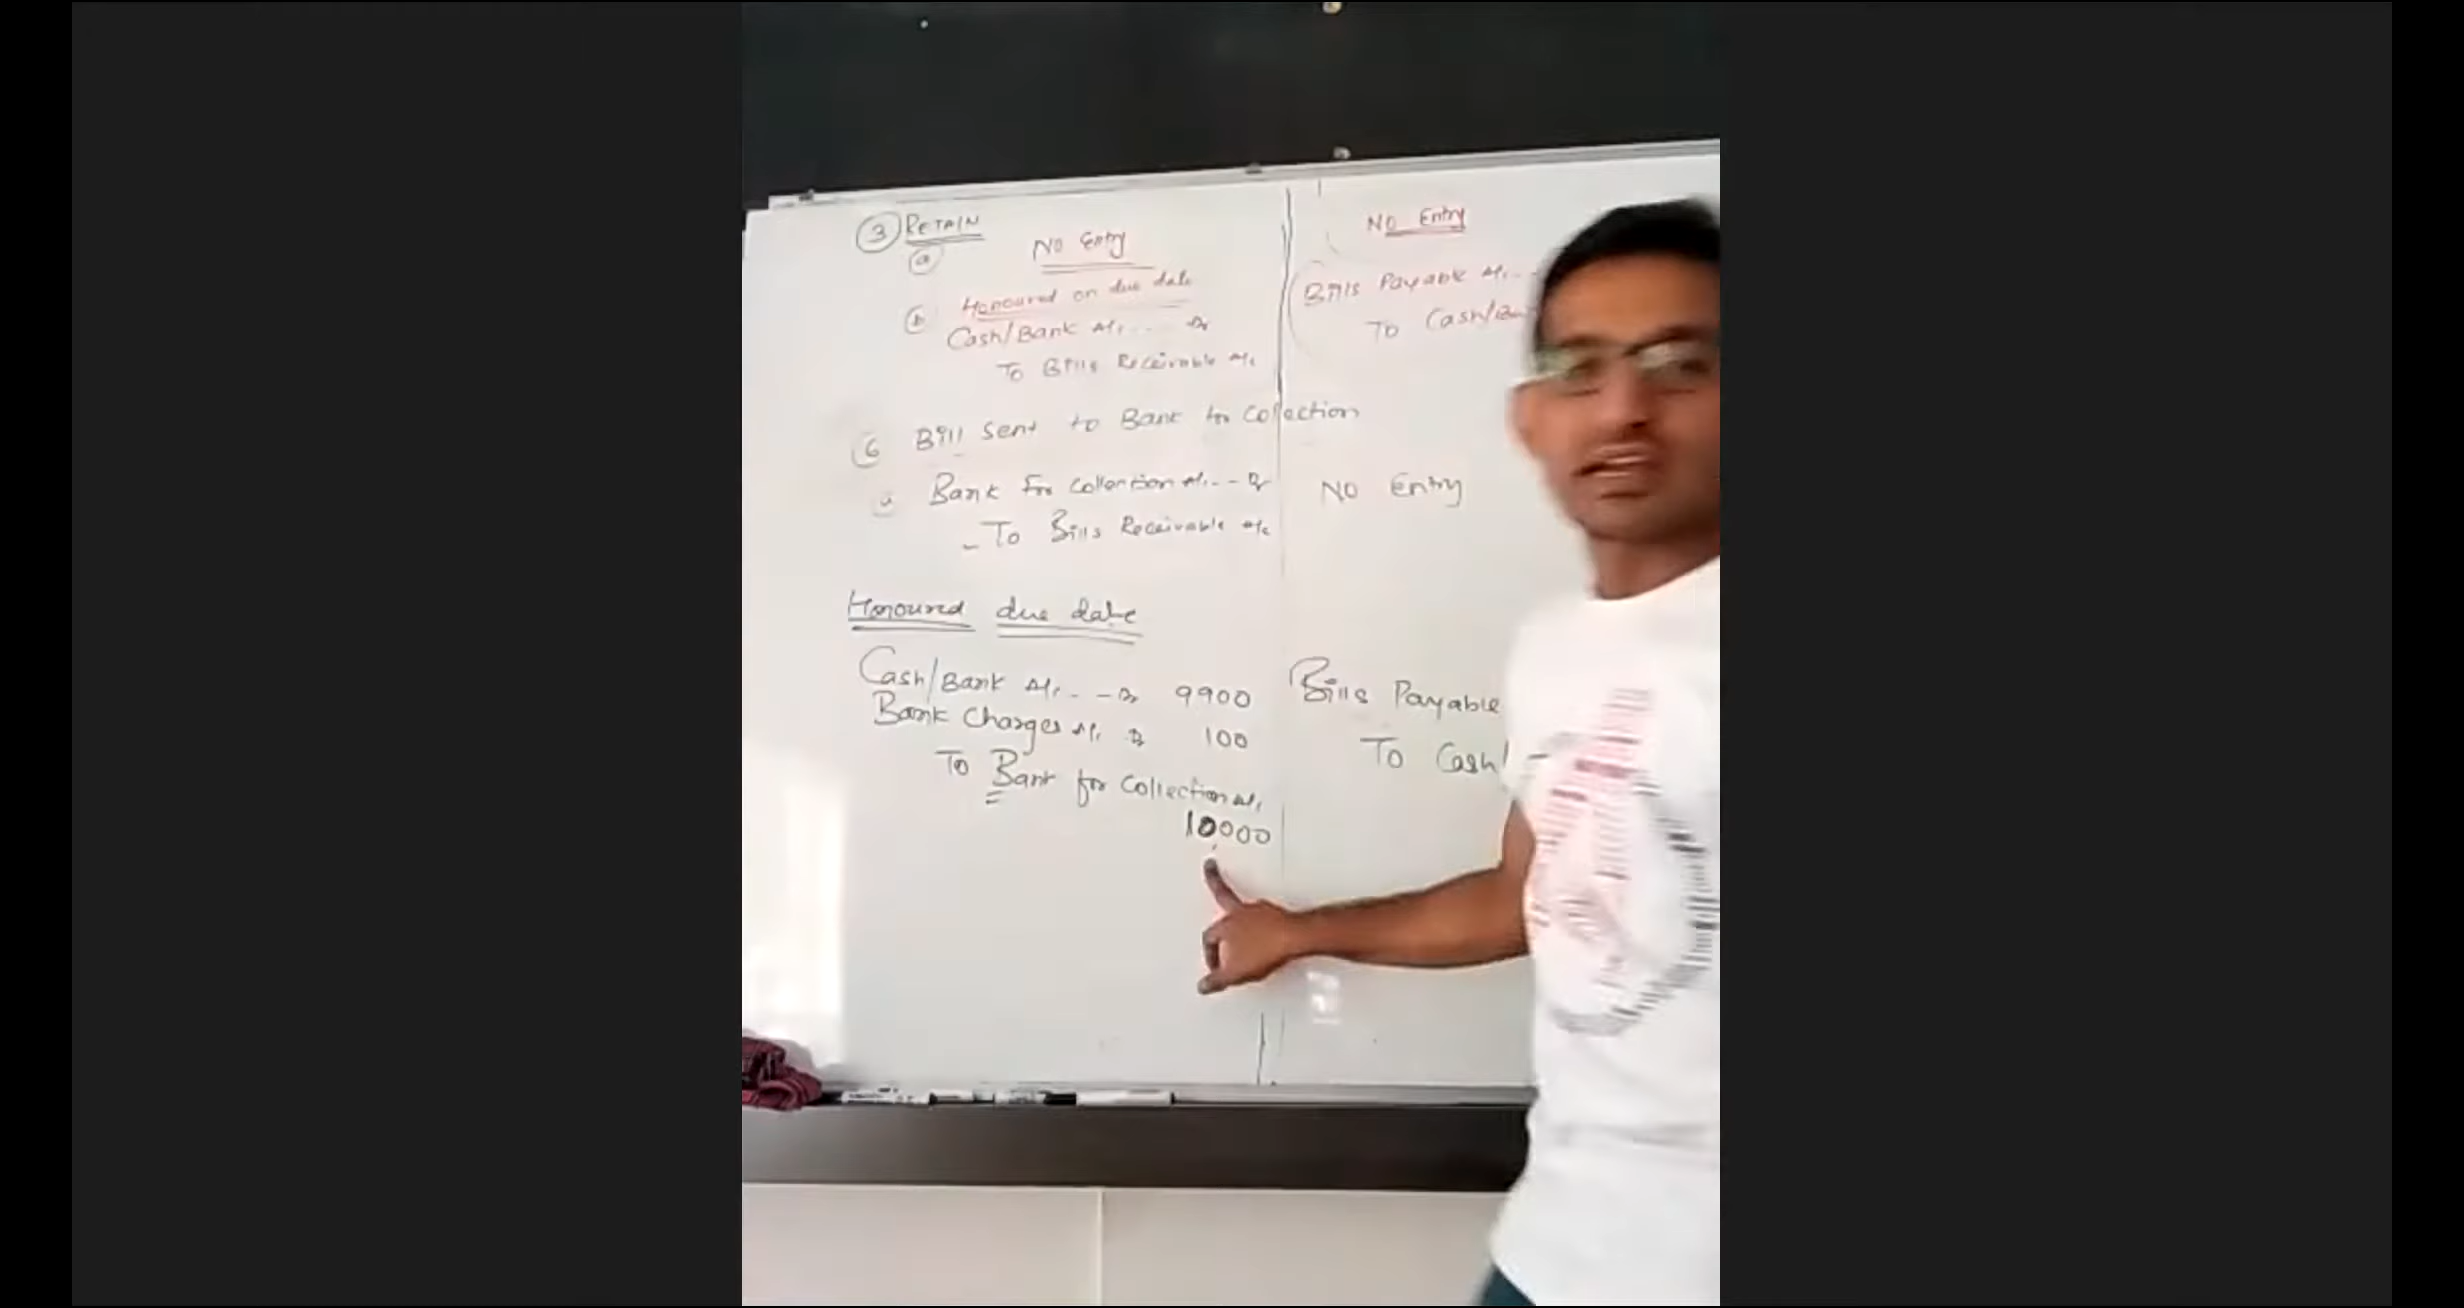 3 RETAIN
a
No Entry
b Honoured on due date
Cash/Bank A/c... Dr
To Bills Receivable A/c
6 Bill Sent to Bank for Collection
a Bank For Collection A/c.-- Dr
- To Bills Receivable A/c
Honoured due date
Cash/Bank A/c. -- Dr 9900
Bank Charges A/c Dr 100
To Bank for Collection A/c
10000
No Entry
Bills Payable A/c..
To Cash/Ban
No Entry
Bills Payable
To Cash/